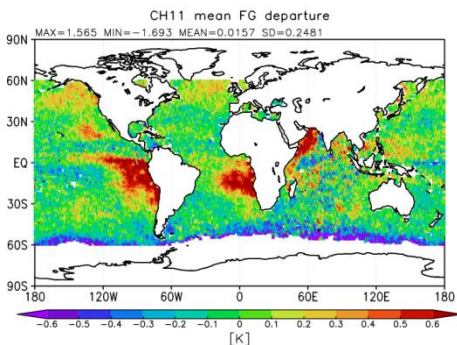 CH11 mean FG departure
MAX=1.565 MIN=-1.693 MEAN=0.0157 SD=0.2481
90N
60N
30N
EQ
30S
60S
90S
180 120W 60W 0 60E 120E 180
-0.6 -0.5 -0.4 -0.3 -0.2 -0.1 0 0.1 0.2 0.3 0.4 0.5 0.6
[K]